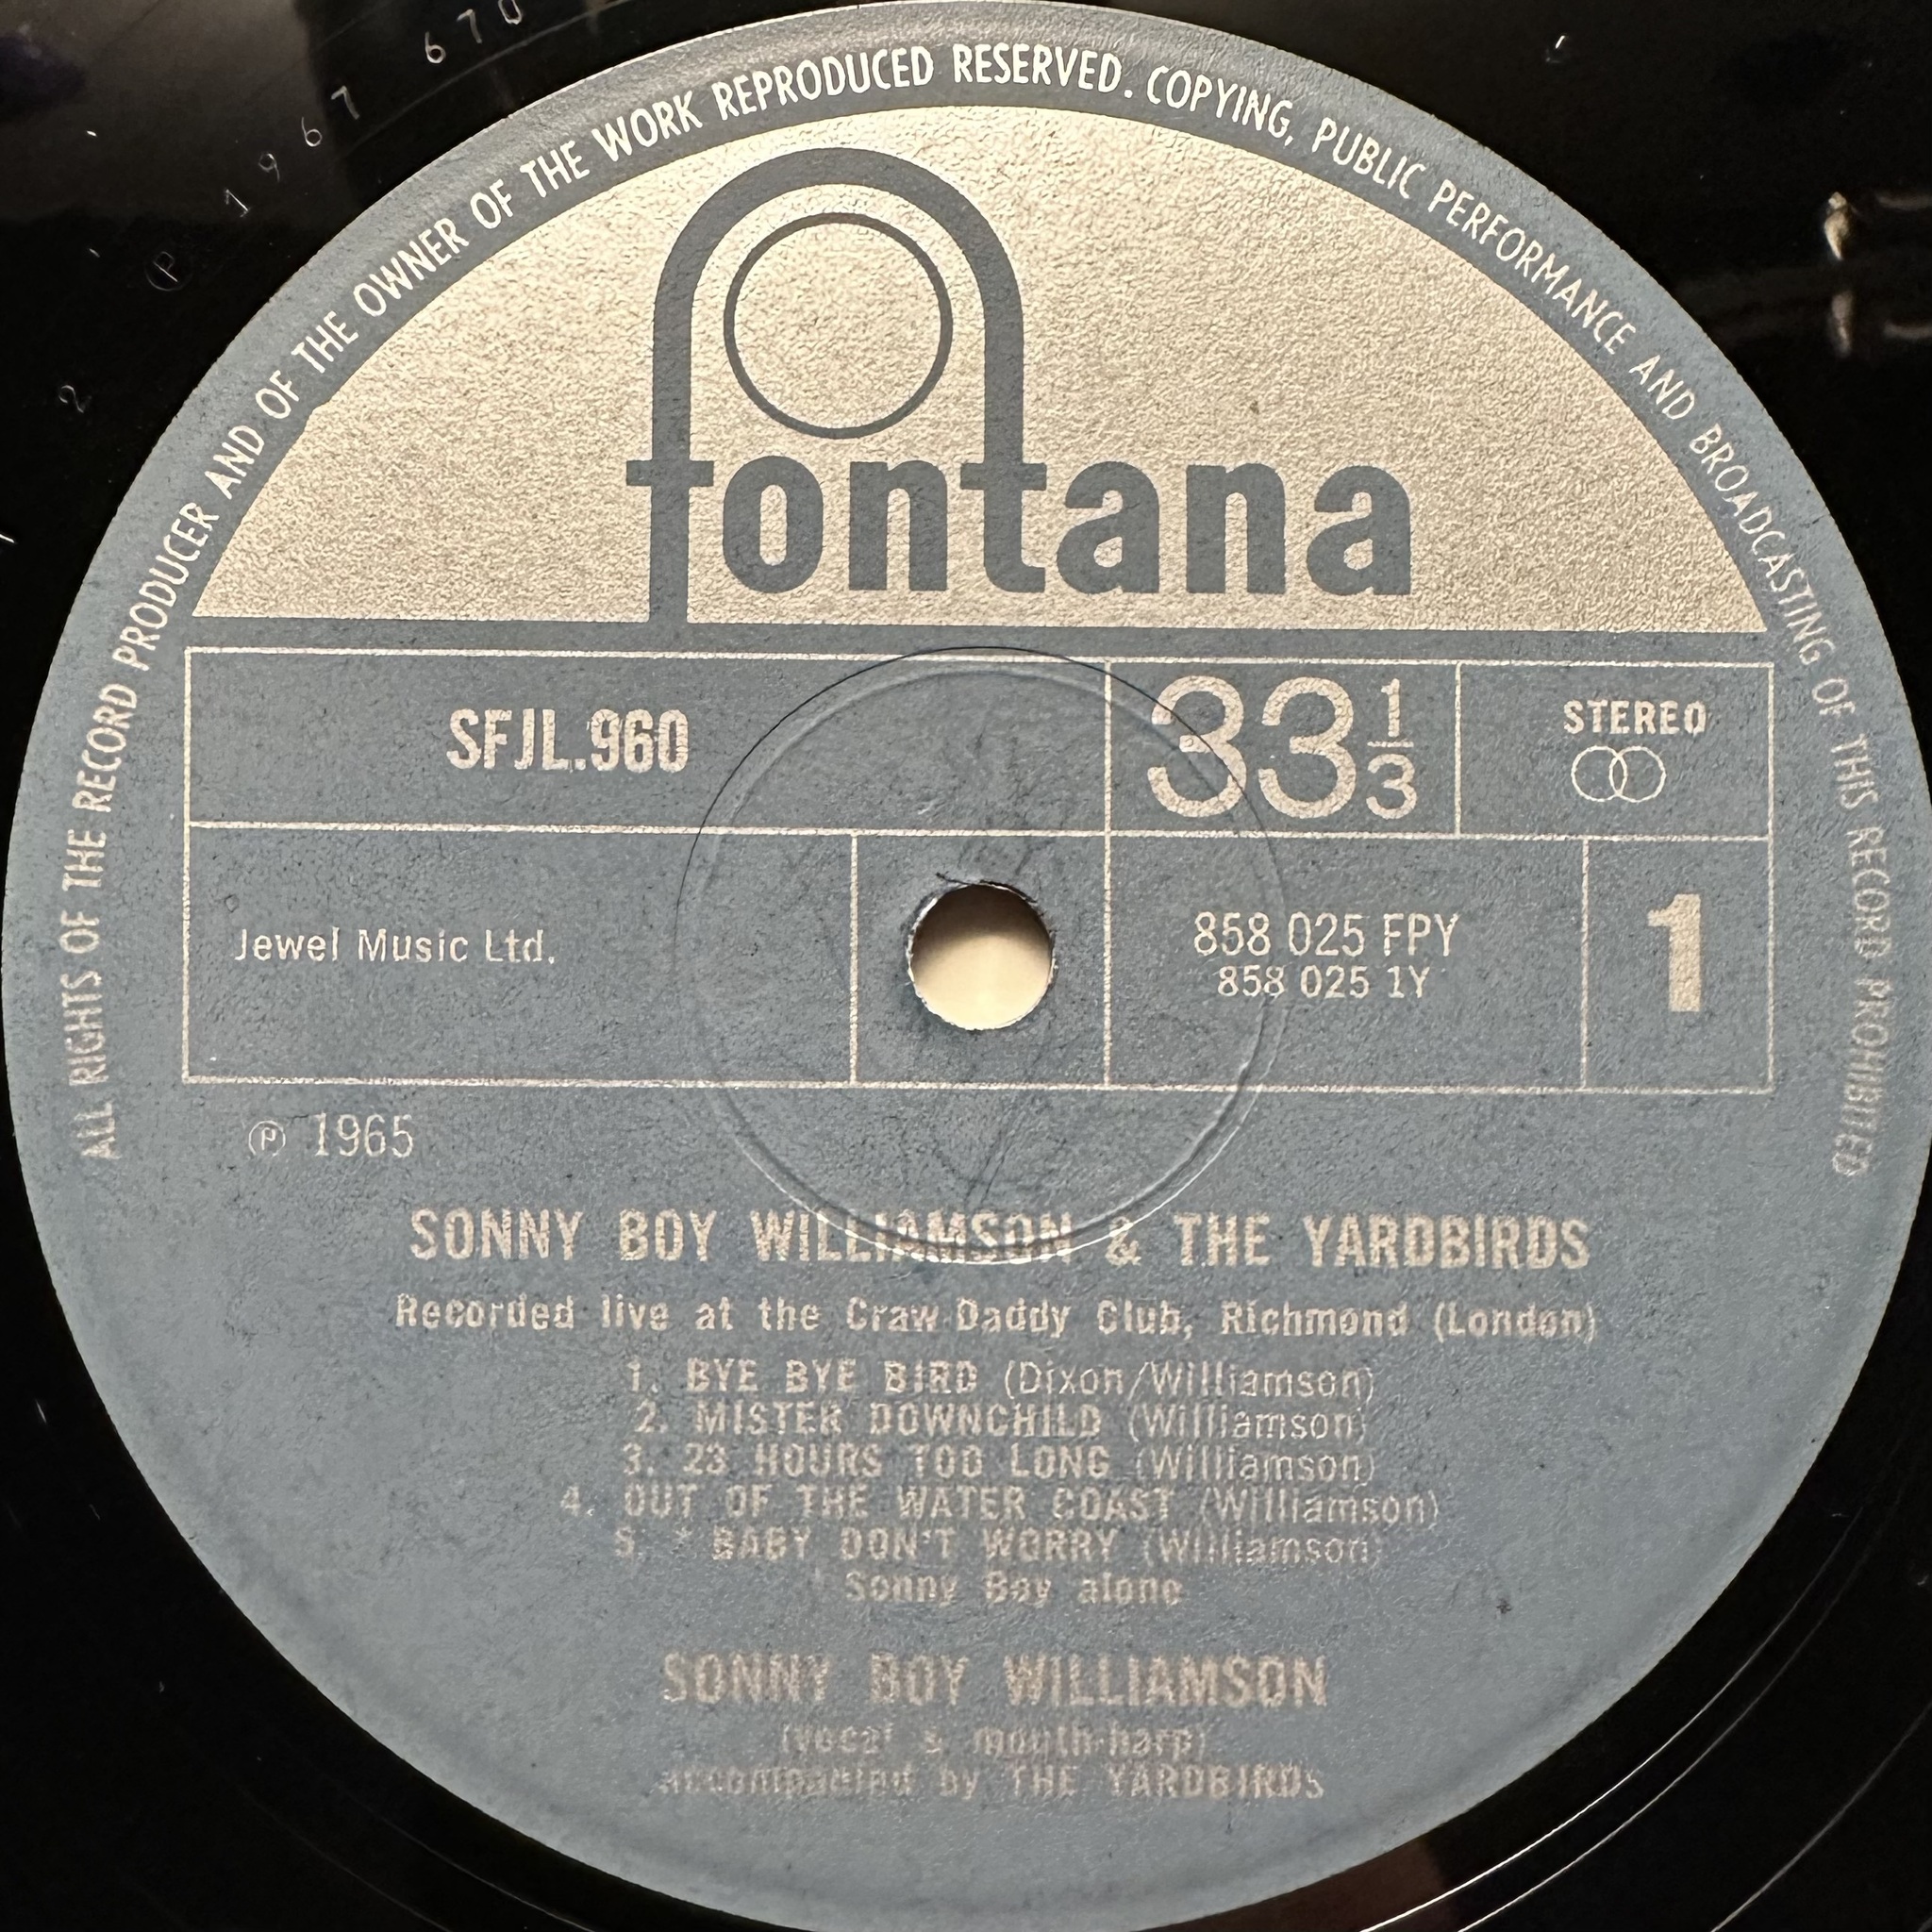 ALL RIGHTS OF THE RECORD PRODUCER AND OF THE OWNER OF THE WORK REPRODUCED RESERVED. COPYING, PUBLIC PERFORMANCE AND BROADCASTING OF THIS RECORD PROHIBITED
2 Ⓟ 1967 670
fontana
SFJL.960
33 1/3
STEREO
Jewel Music Ltd.
858 025 FPY
858 025 1Y
1
Ⓟ 1965
SONNY BOY WILLIAMSON & THE YARDBIRDS
Recorded live at the Craw Daddy Club, Richmond (London)
1. BYE BYE BIRD (Dixon/Williamson)
2. MISTER DOWNCHILD (Williamson)
3. 23 HOURS TOO LONG (Williamson)
4. OUT OF THE WATER COAST (Williamson)
5. * BABY DON'T WORRY (Williamson)
Sonny Boy alone
SONNY BOY WILLIAMSON
(vocal & mouth-harp)
accompanied by THE YARDBIRDS